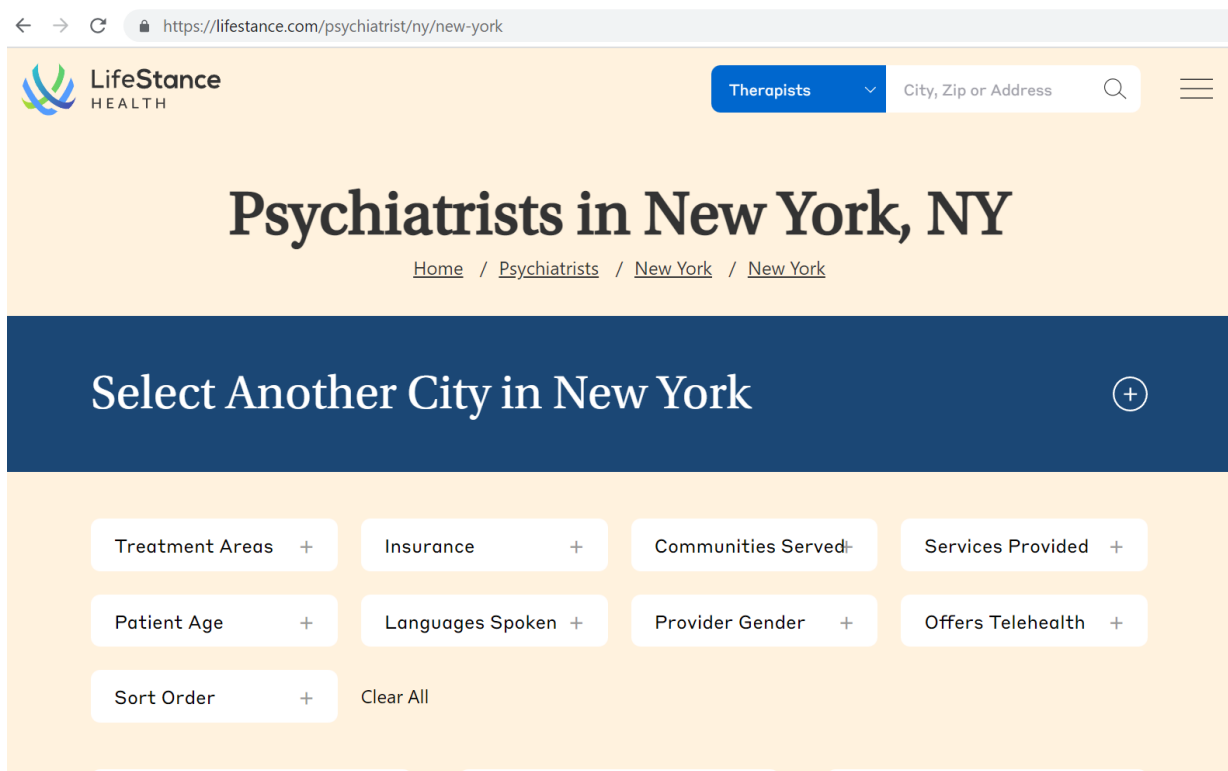 https://lifestance.com/psychiatrist/ny/new-york
LifeStance
HEALTH
Therapists
City, Zip or Address
Psychiatrists in New York, NY
Home / Psychiatrists / New York / New York
Select Another City in New York
Treatment Areas + Insurance + Communities Served+ Services Provided +
Patient Age + Languages Spoken + Provider Gender + Offers Telehealth +
Sort Order + Clear All